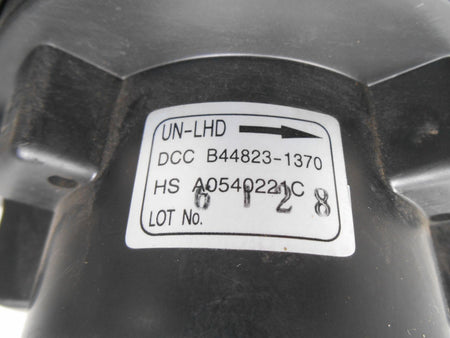 UN-LHD
DCC B44823-1370
HS A0540221C
LOT No. 6128